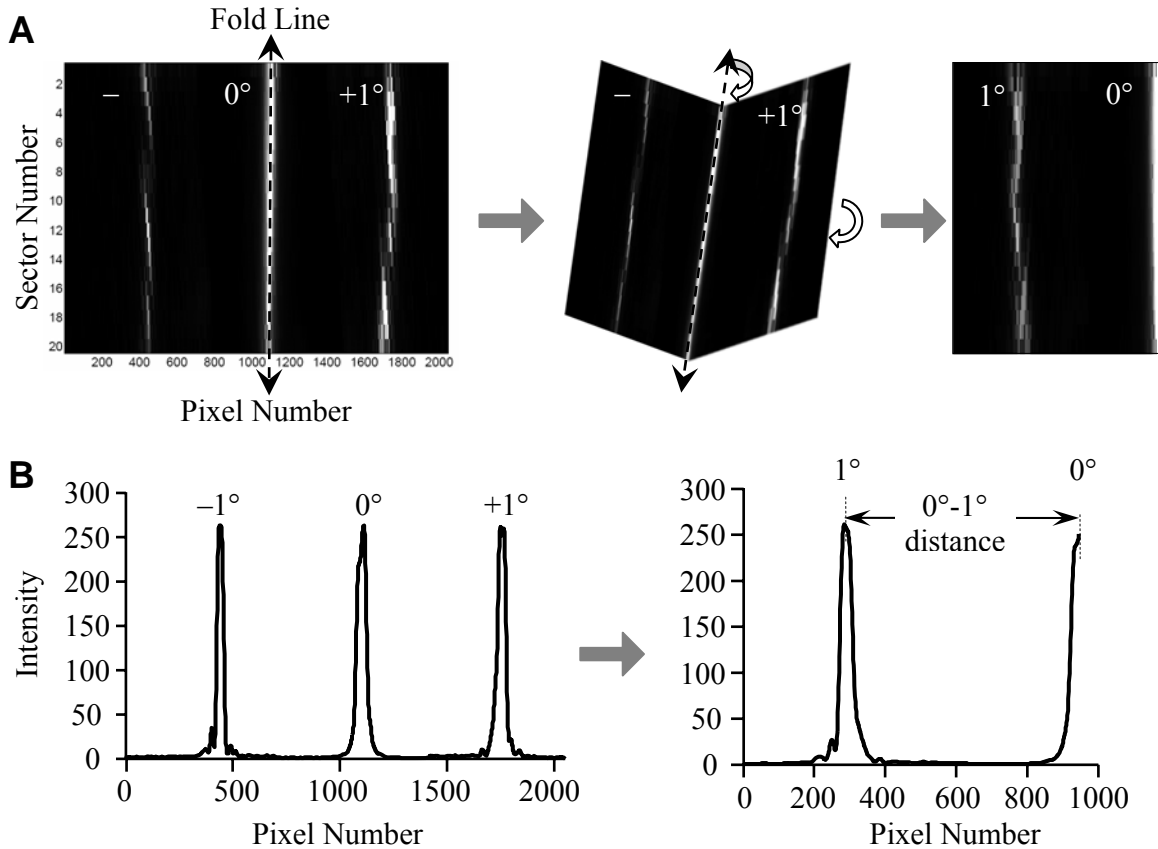 A
Fold Line
– 0° +1°
2
4
6
8
10
12
14
16
18
20
Sector Number
200 400 600 800 1000 1200 1400 1600 1800 2000
Pixel Number
– +1°
1° 0°
B
300
250
200
150
100
50
0
Intensity
–1° 0° +1°
0 500 1000 1500 2000
Pixel Number
1° 0°
0°-1°
distance
300
250
200
150
100
50
0
0 200 400 600 800 1000
Pixel Number